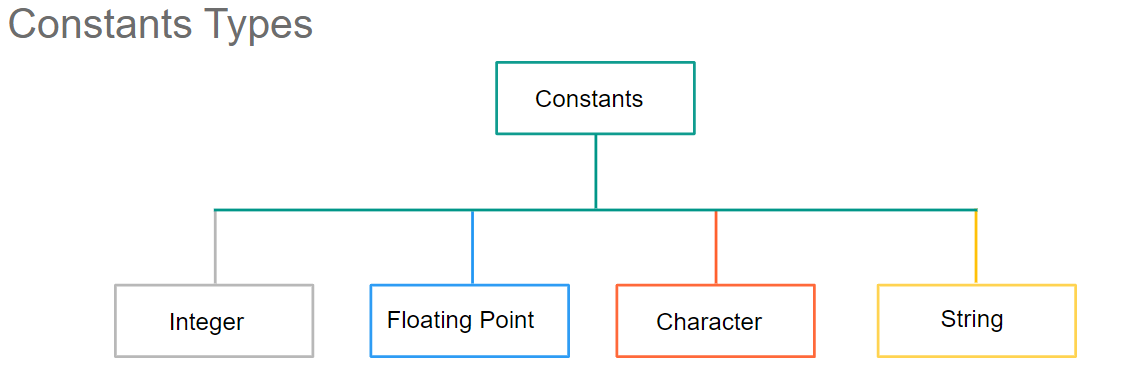 Constants Types
Constants
Integer
Floating Point
Character
String